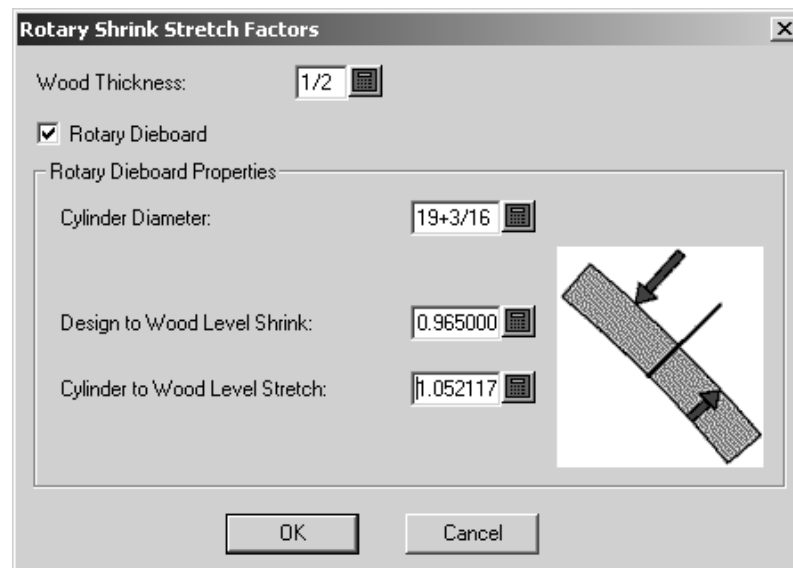 Rotary Shrink Stretch Factors
Wood Thickness: 1/2
Rotary Dieboard
Rotary Dieboard Properties
Cylinder Diameter: 19+3/16
Design to Wood Level Shrink: 0.965000
Cylinder to Wood Level Stretch: 1.052117
OK Cancel